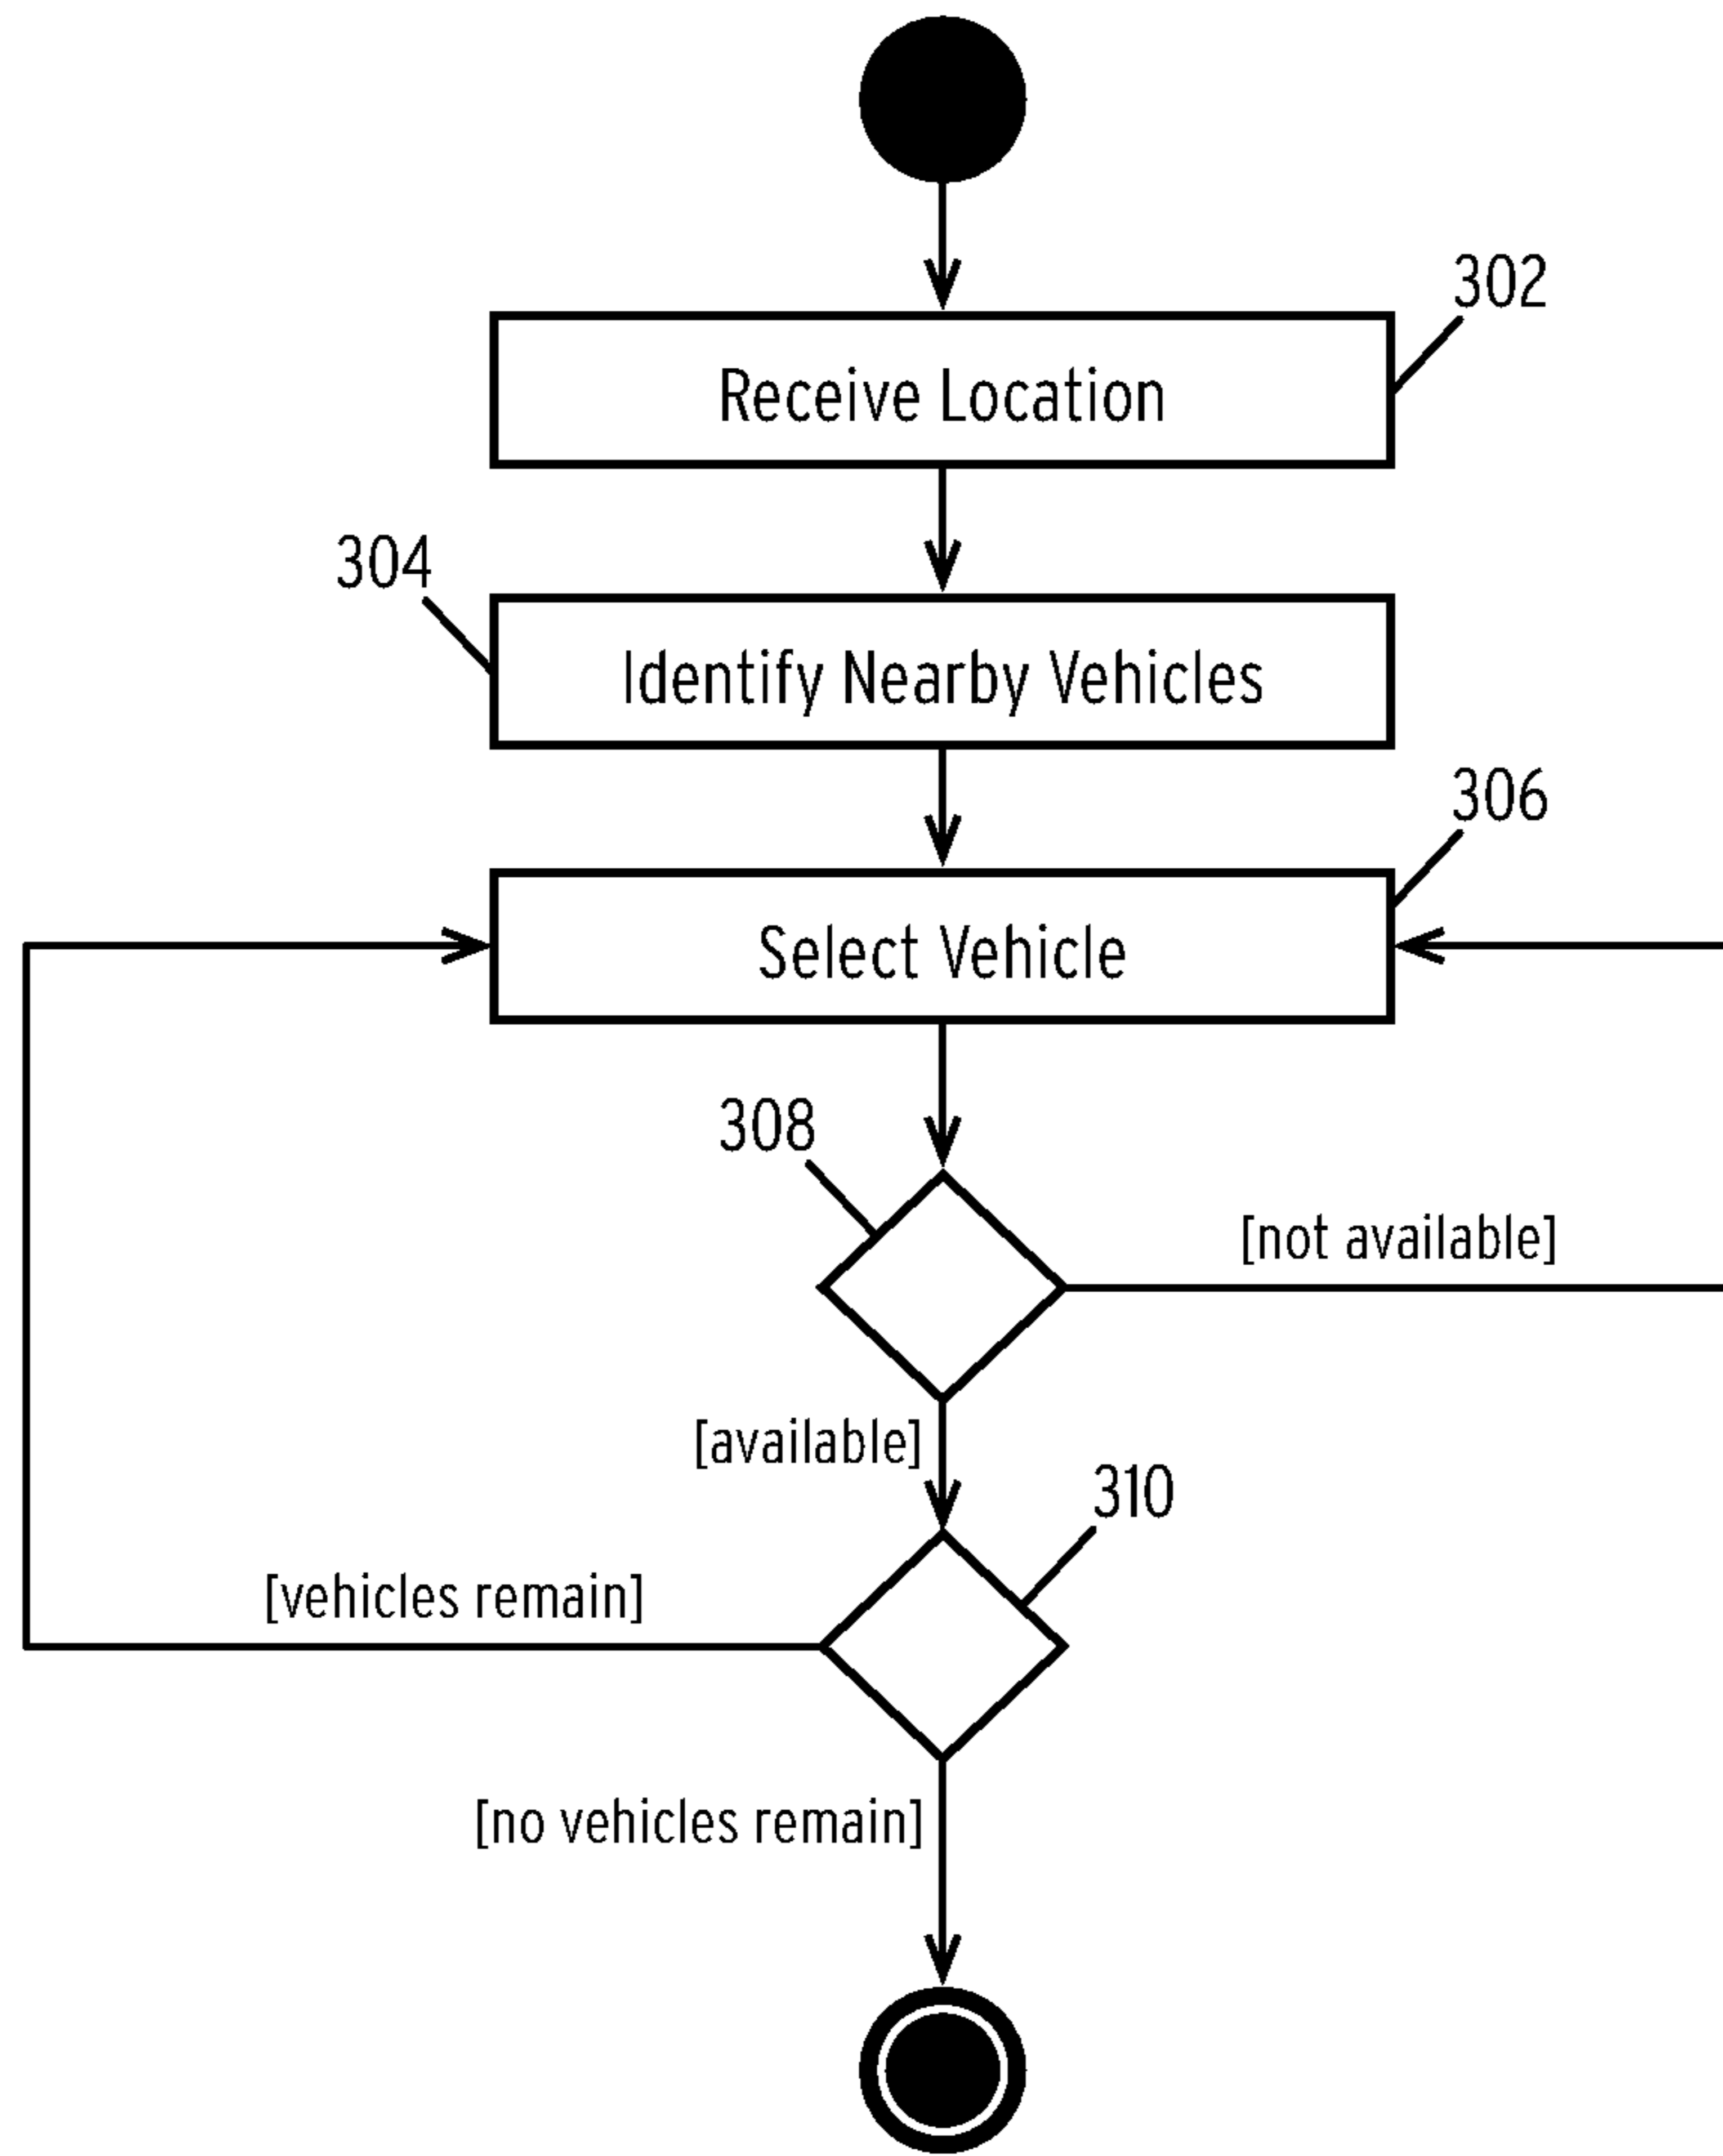 302
Receive Location
304
Identify Nearby Vehicles
306
Select Vehicle
308
[not available]
[available]
310
[vehicles remain]
[no vehicles remain]